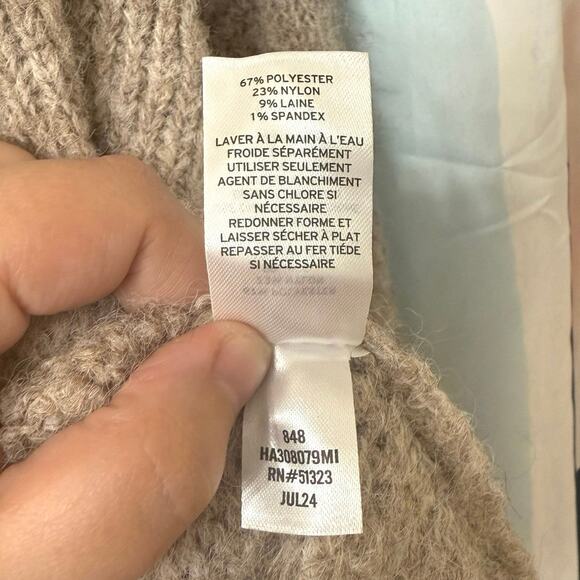 67% POLYESTER
23% NYLON
9% LAINE
1% SPANDEX
LAVER À LA MAIN À L'EAU
FROIDE SÉPARÉMENT
UTILISER SEULEMENT
AGENT DE BLANCHIMENT
SANS CHLORE SI
NÉCESSAIRE
REDONNER FORME ET
LAISSER SÉCHER À PLAT
REPASSER AU FER TIÉDE
SI NÉCESSAIRE
848
HA308079MI
RN#51323
JUL24